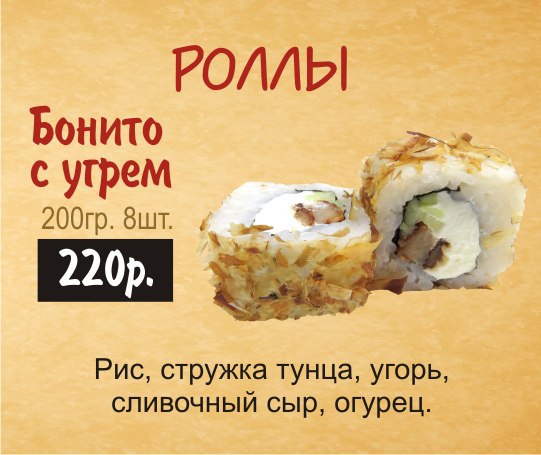 РОЛЛЫ
Бонито
с угрем
200гр. 8шт.
220р.
Рис, стружка тунца, угорь,
сливочный сыр, огурец.